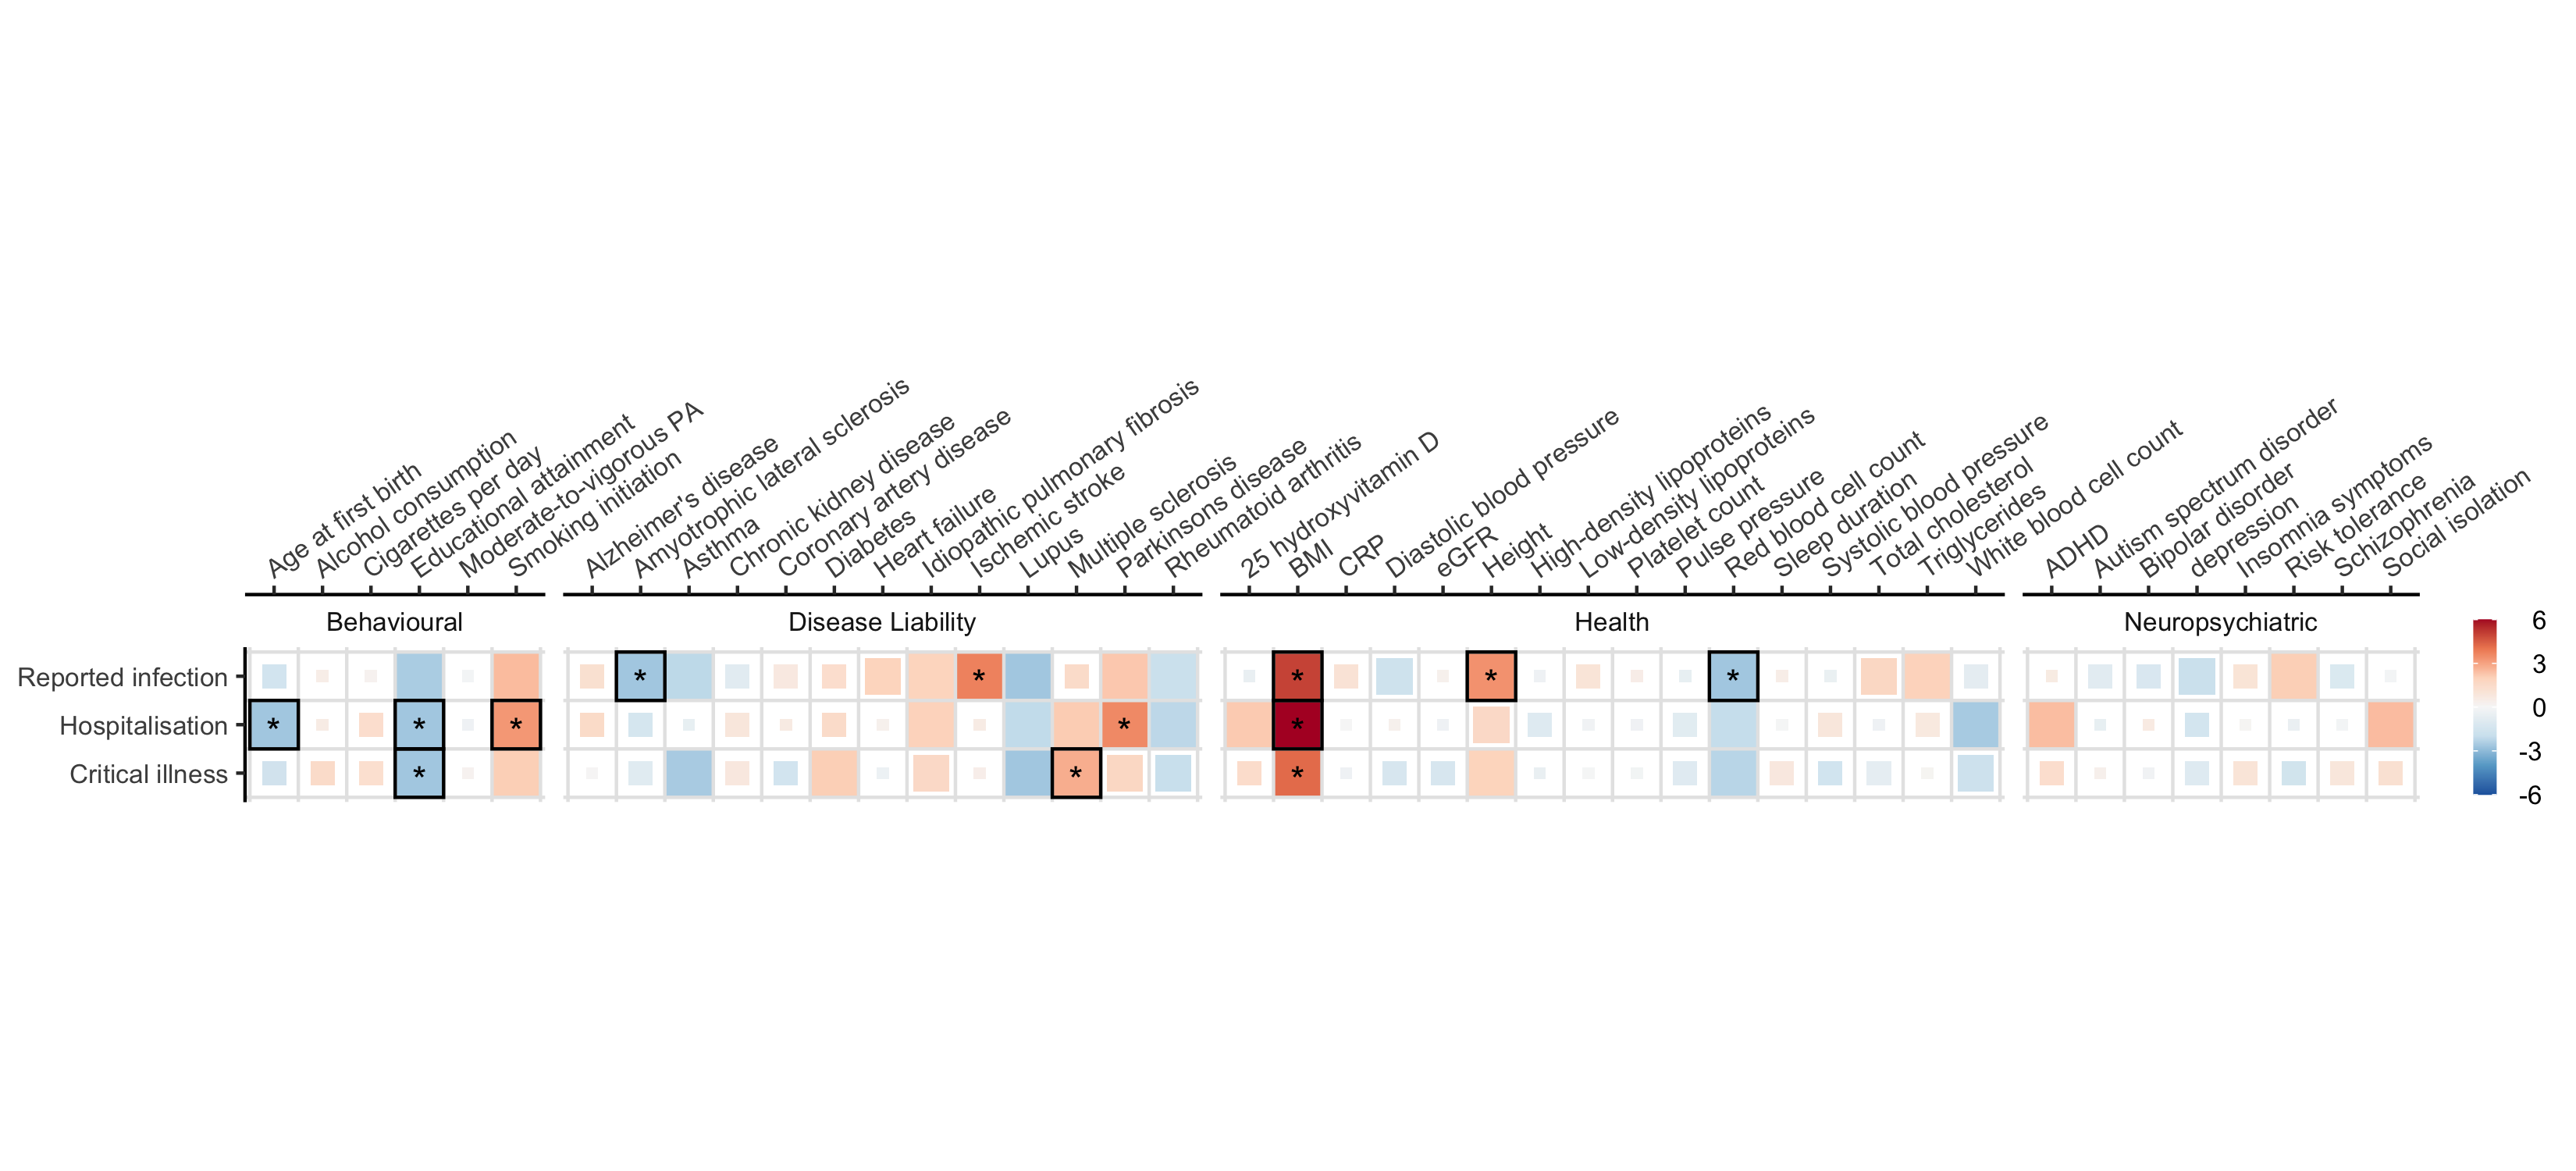 Age at first birth
Alcohol consumption
Cigarettes per day
Educational attainment
Moderate-to-vigorous PA
Smoking initiation
Alzheimer's disease
Amyotrophic lateral sclerosis
Asthma
Chronic kidney disease
Coronary artery disease
Diabetes
Heart failure
Idiopathic pulmonary fibrosis
Ischemic stroke
Lupus
Multiple sclerosis
Parkinsons disease
Rheumatoid arthritis
25 hydroxyvitamin D
BMI
CRP
Diastolic blood pressure
eGFR
Height
High-density lipoproteins
Low-density lipoproteins
Platelet count
Pulse pressure
Red blood cell count
Sleep duration
Systolic blood pressure
Total cholesterol
Triglycerides
White blood cell count
ADHD
Autism spectrum disorder
Bipolar disorder
depression
Insomnia symptoms
Risk tolerance
Schizophrenia
Social isolation
Behavioural
Disease Liability
Health
Neuropsychiatric
Reported infection
* * * * *
Hospitalisation
* * * * *
Critical illness
* * *
6
3
0
-3
-6